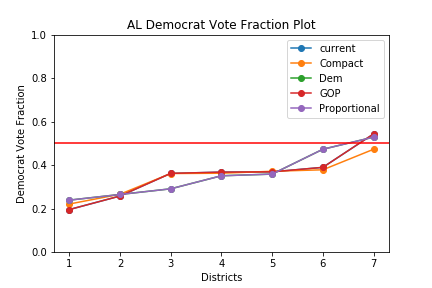 AL Democrat Vote Fraction Plot
Democrat Vote Fraction
1.0
0.8
0.6
0.4
0.2
0.0
current
Compact
Dem
GOP
Proportional
1 2 3 4 5 6 7
Districts